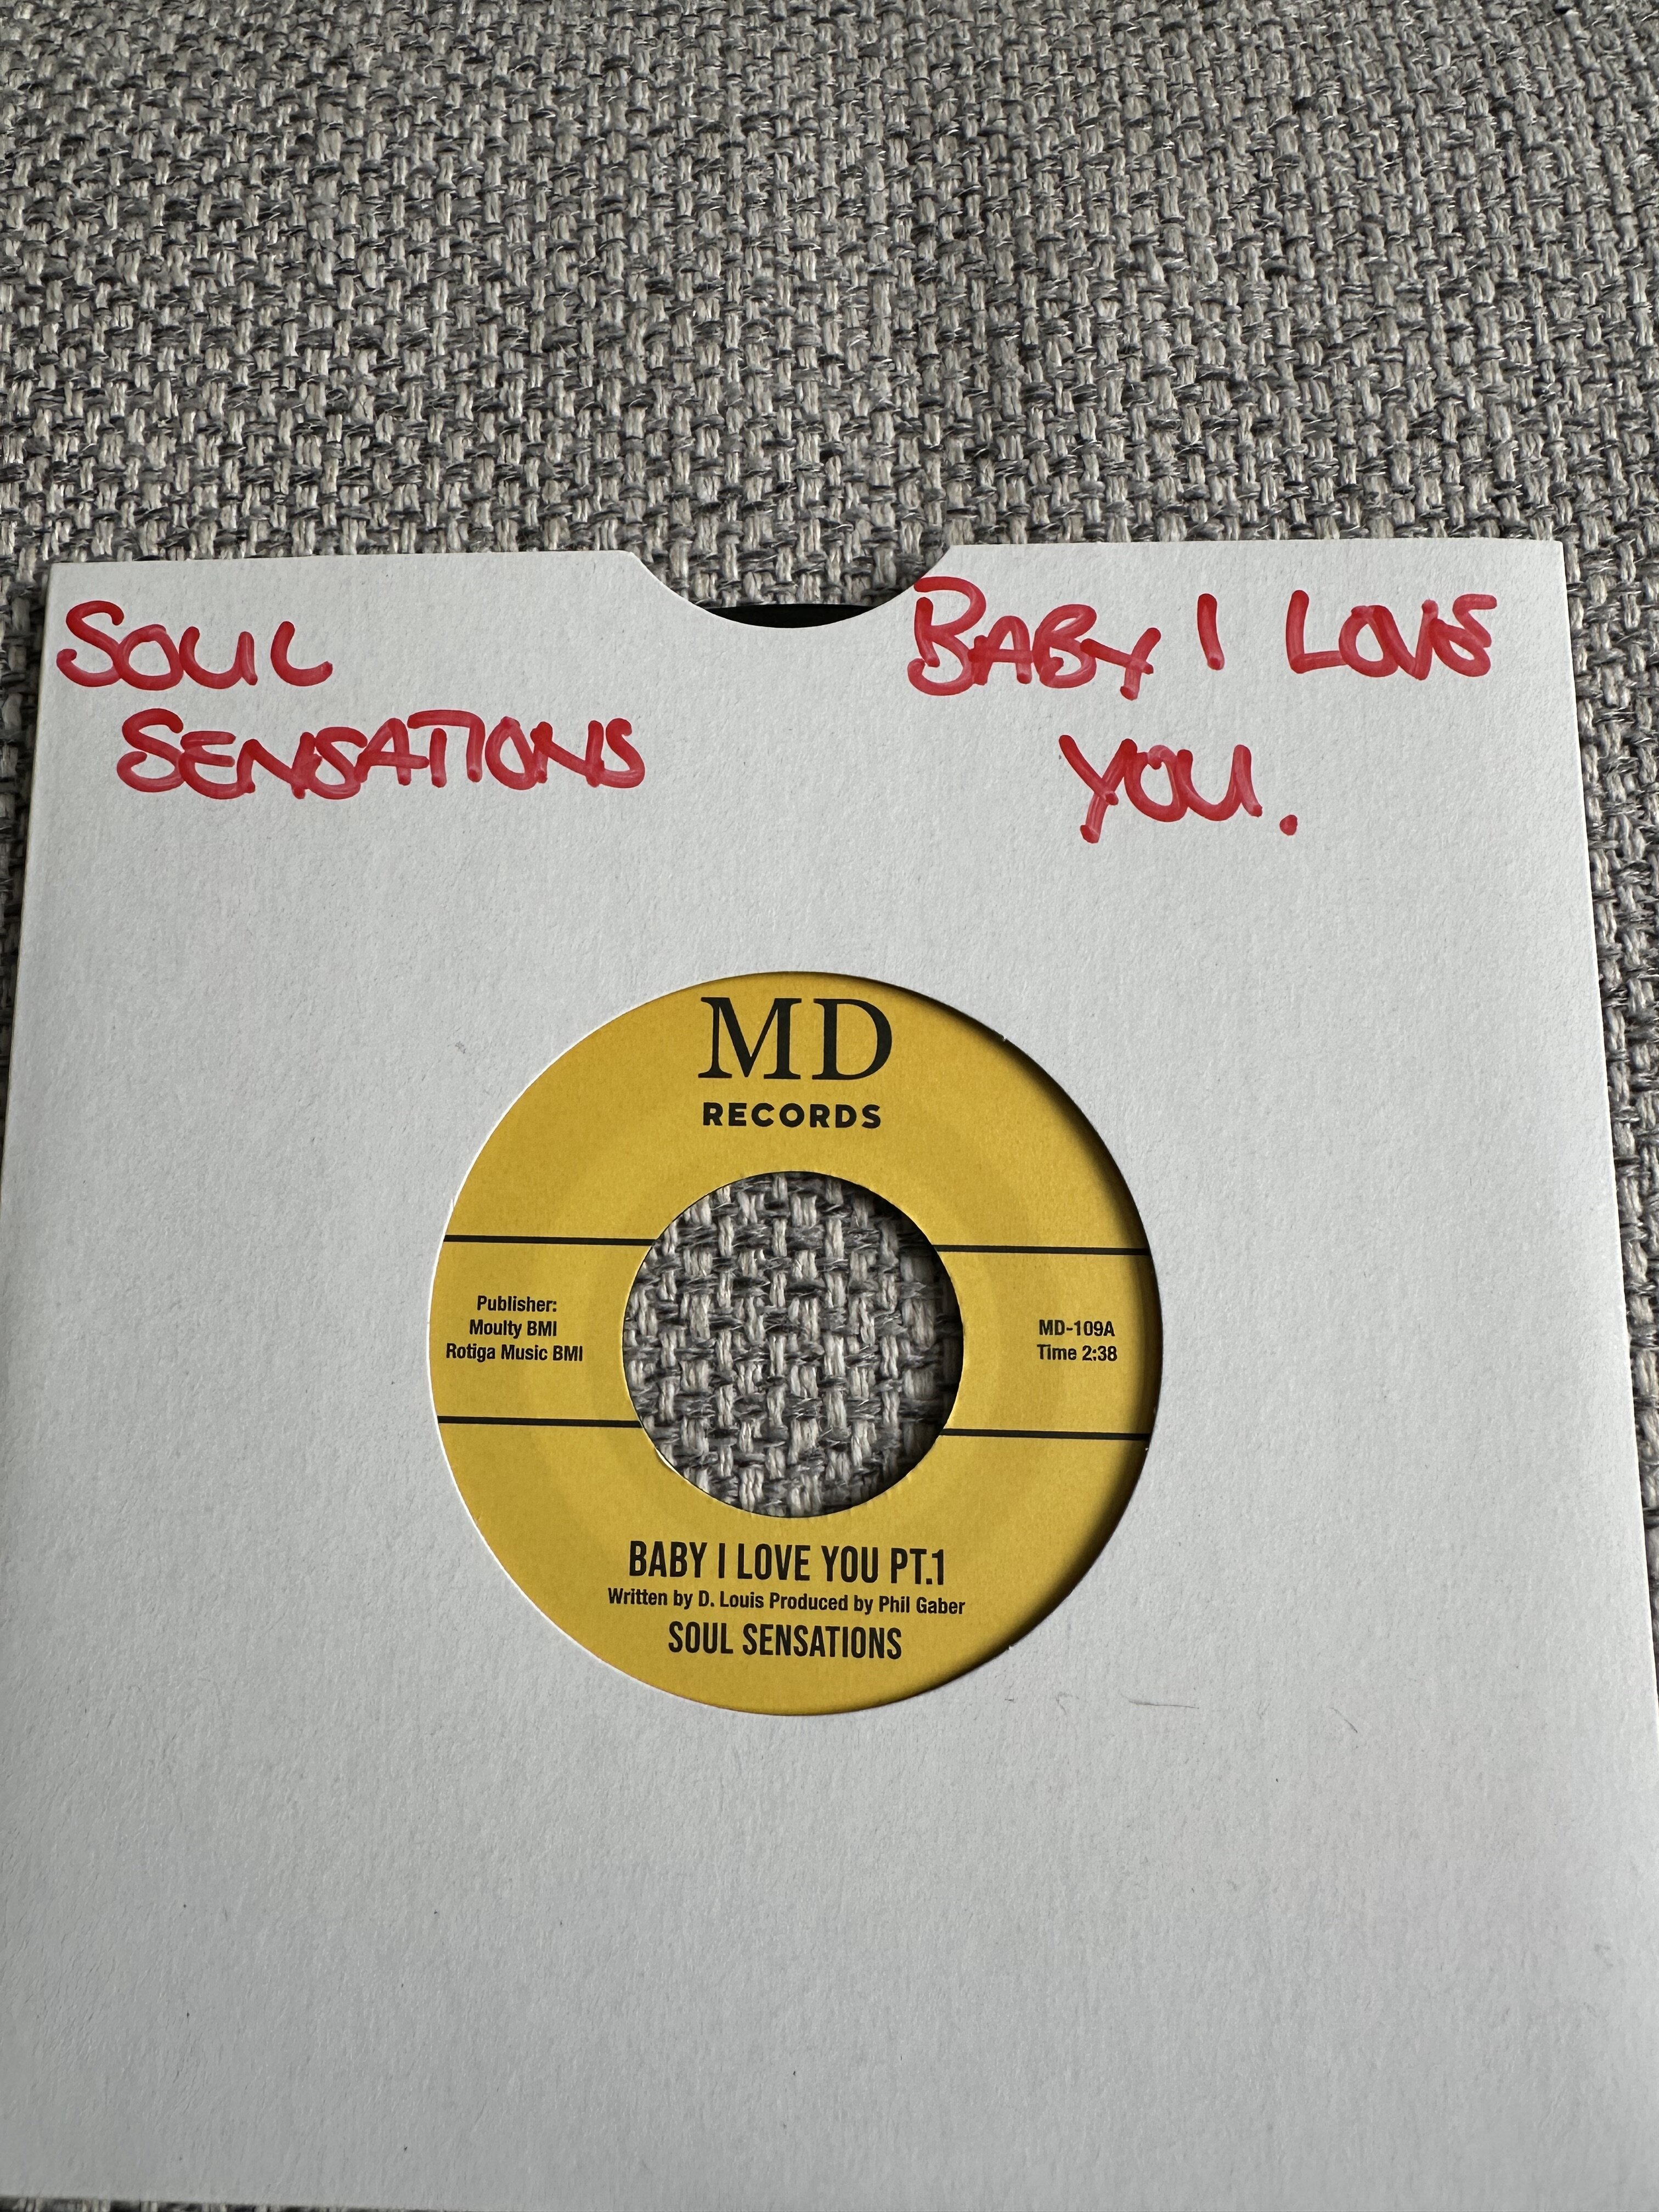 SOUL
SENSATIONS
BABY I LOVE
YOU.
MD
RECORDS
Publisher:
Moulty BMI
Rotiga Music BMI
MD-109A
Time 2:38
BABY I LOVE YOU PT.1
Written by D. Louis Produced by Phil Gaber
SOUL SENSATIONS